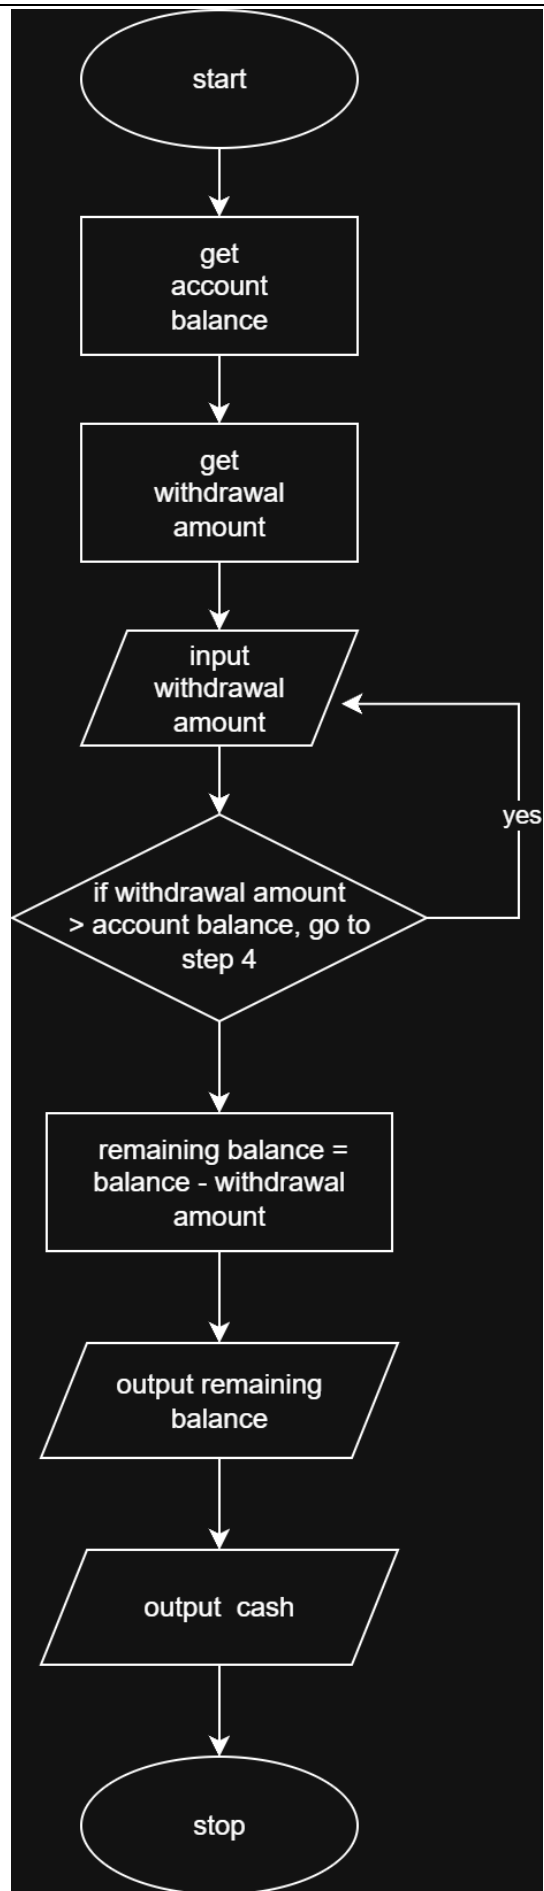 start
get
account
balance
get
withdrawal
amount
input
withdrawal
amount
yes
if withdrawal amount
> account balance, go to
step 4
remaining balance =
balance - withdrawal
amount
output remaining
balance
output cash
stop